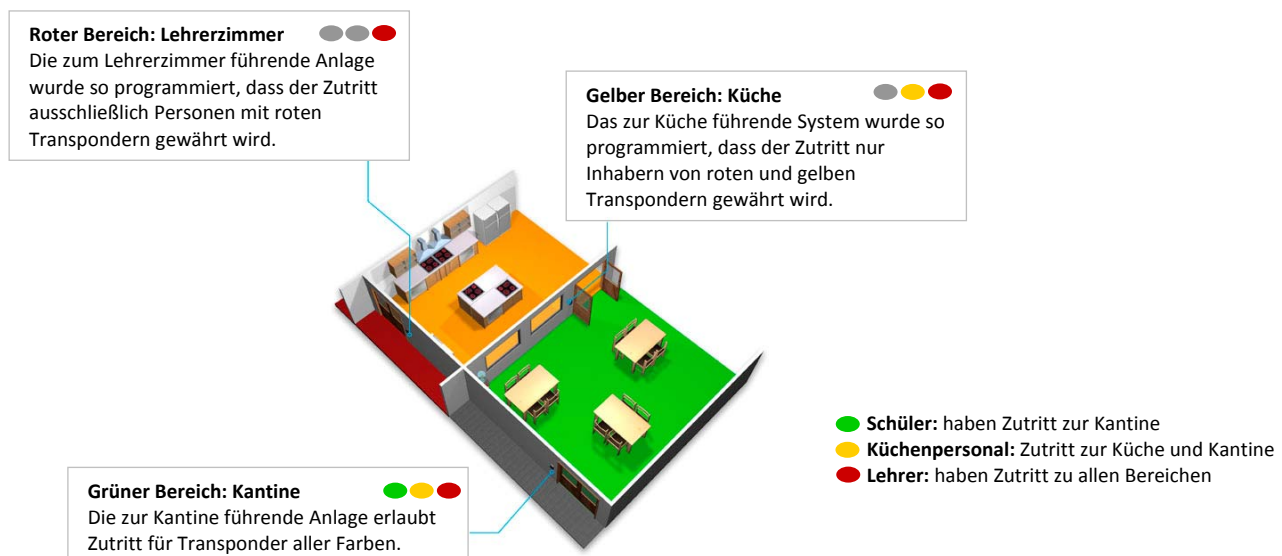 Roter Bereich: Lehrerzimmer
Die zum Lehrerzimmer führende Anlage
wurde so programmiert, dass der Zutritt
ausschließlich Personen mit roten
Transpondern gewährt wird.
Gelber Bereich: Küche
Das zur Küche führende System wurde so
programmiert, dass der Zutritt nur
Inhabern von roten und gelben
Transpondern gewährt wird.
Schüler: haben Zutritt zur Kantine
Küchenpersonal: Zutritt zur Küche und Kantine
Lehrer: haben Zutritt zu allen Bereichen
Grüner Bereich: Kantine
Die zur Kantine führende Anlage erlaubt
Zutritt für Transponder aller Farben.